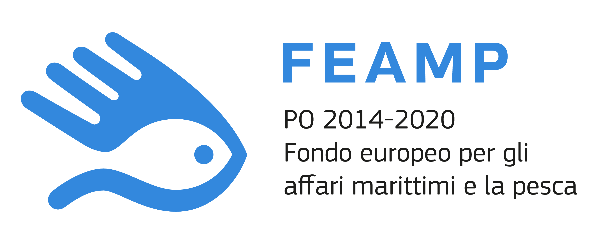 FEAMP
PO 2014-2020
Fondo europeo per gli
affari marittimi e la pesca